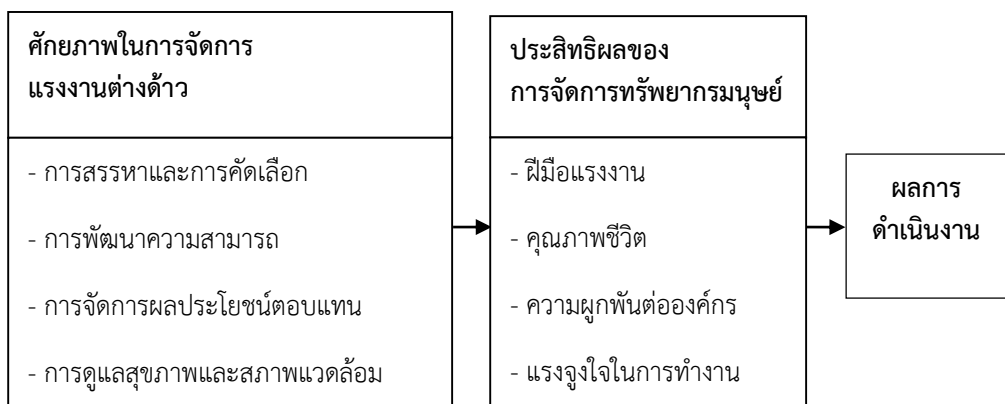 ศักยภาพในการจัดการ
แรงงานต่างด้าว
- การสรรหาและการคัดเลือก
- การพัฒนาความสามารถ
- การจัดการผลประโยชน์ตอบแทน
- การดูแลสุขภาพและสภาพแวดล้อม
ประสิทธิผลของ
การจัดการทรัพยากรมนุษย์
- ฝีมือแรงงาน
- คุณภาพชีวิต
- ความผูกพันต่อองค์กร
- แรงจูงใจในการทำงาน
ผลการ
ดำเนินงาน